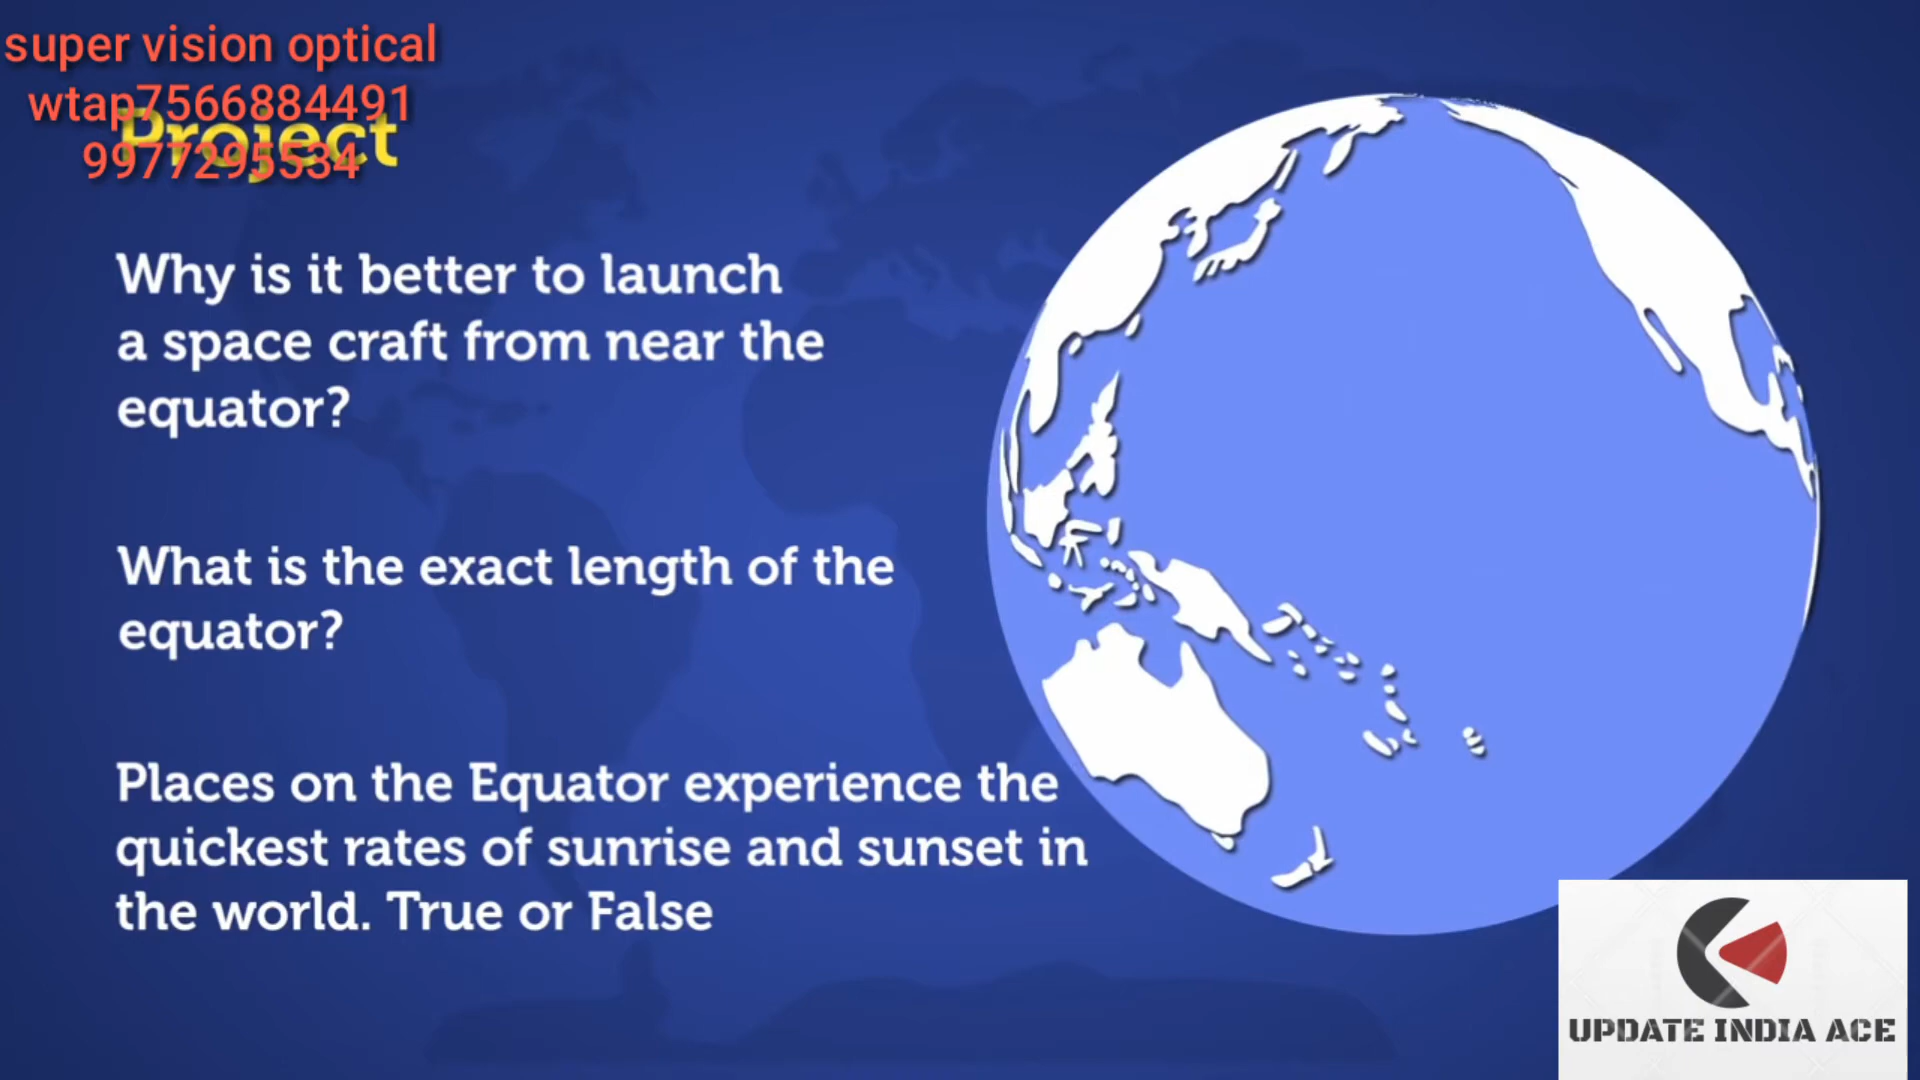 super vision optical
wtap7566884491
9977295534
Project
Why is it better to launch
a space craft from near the
equator?
What is the exact length of the
equator?
Places on the Equator experience the
quickest rates of sunrise and sunset in
the world. True or False
UPDATE INDIA ACE